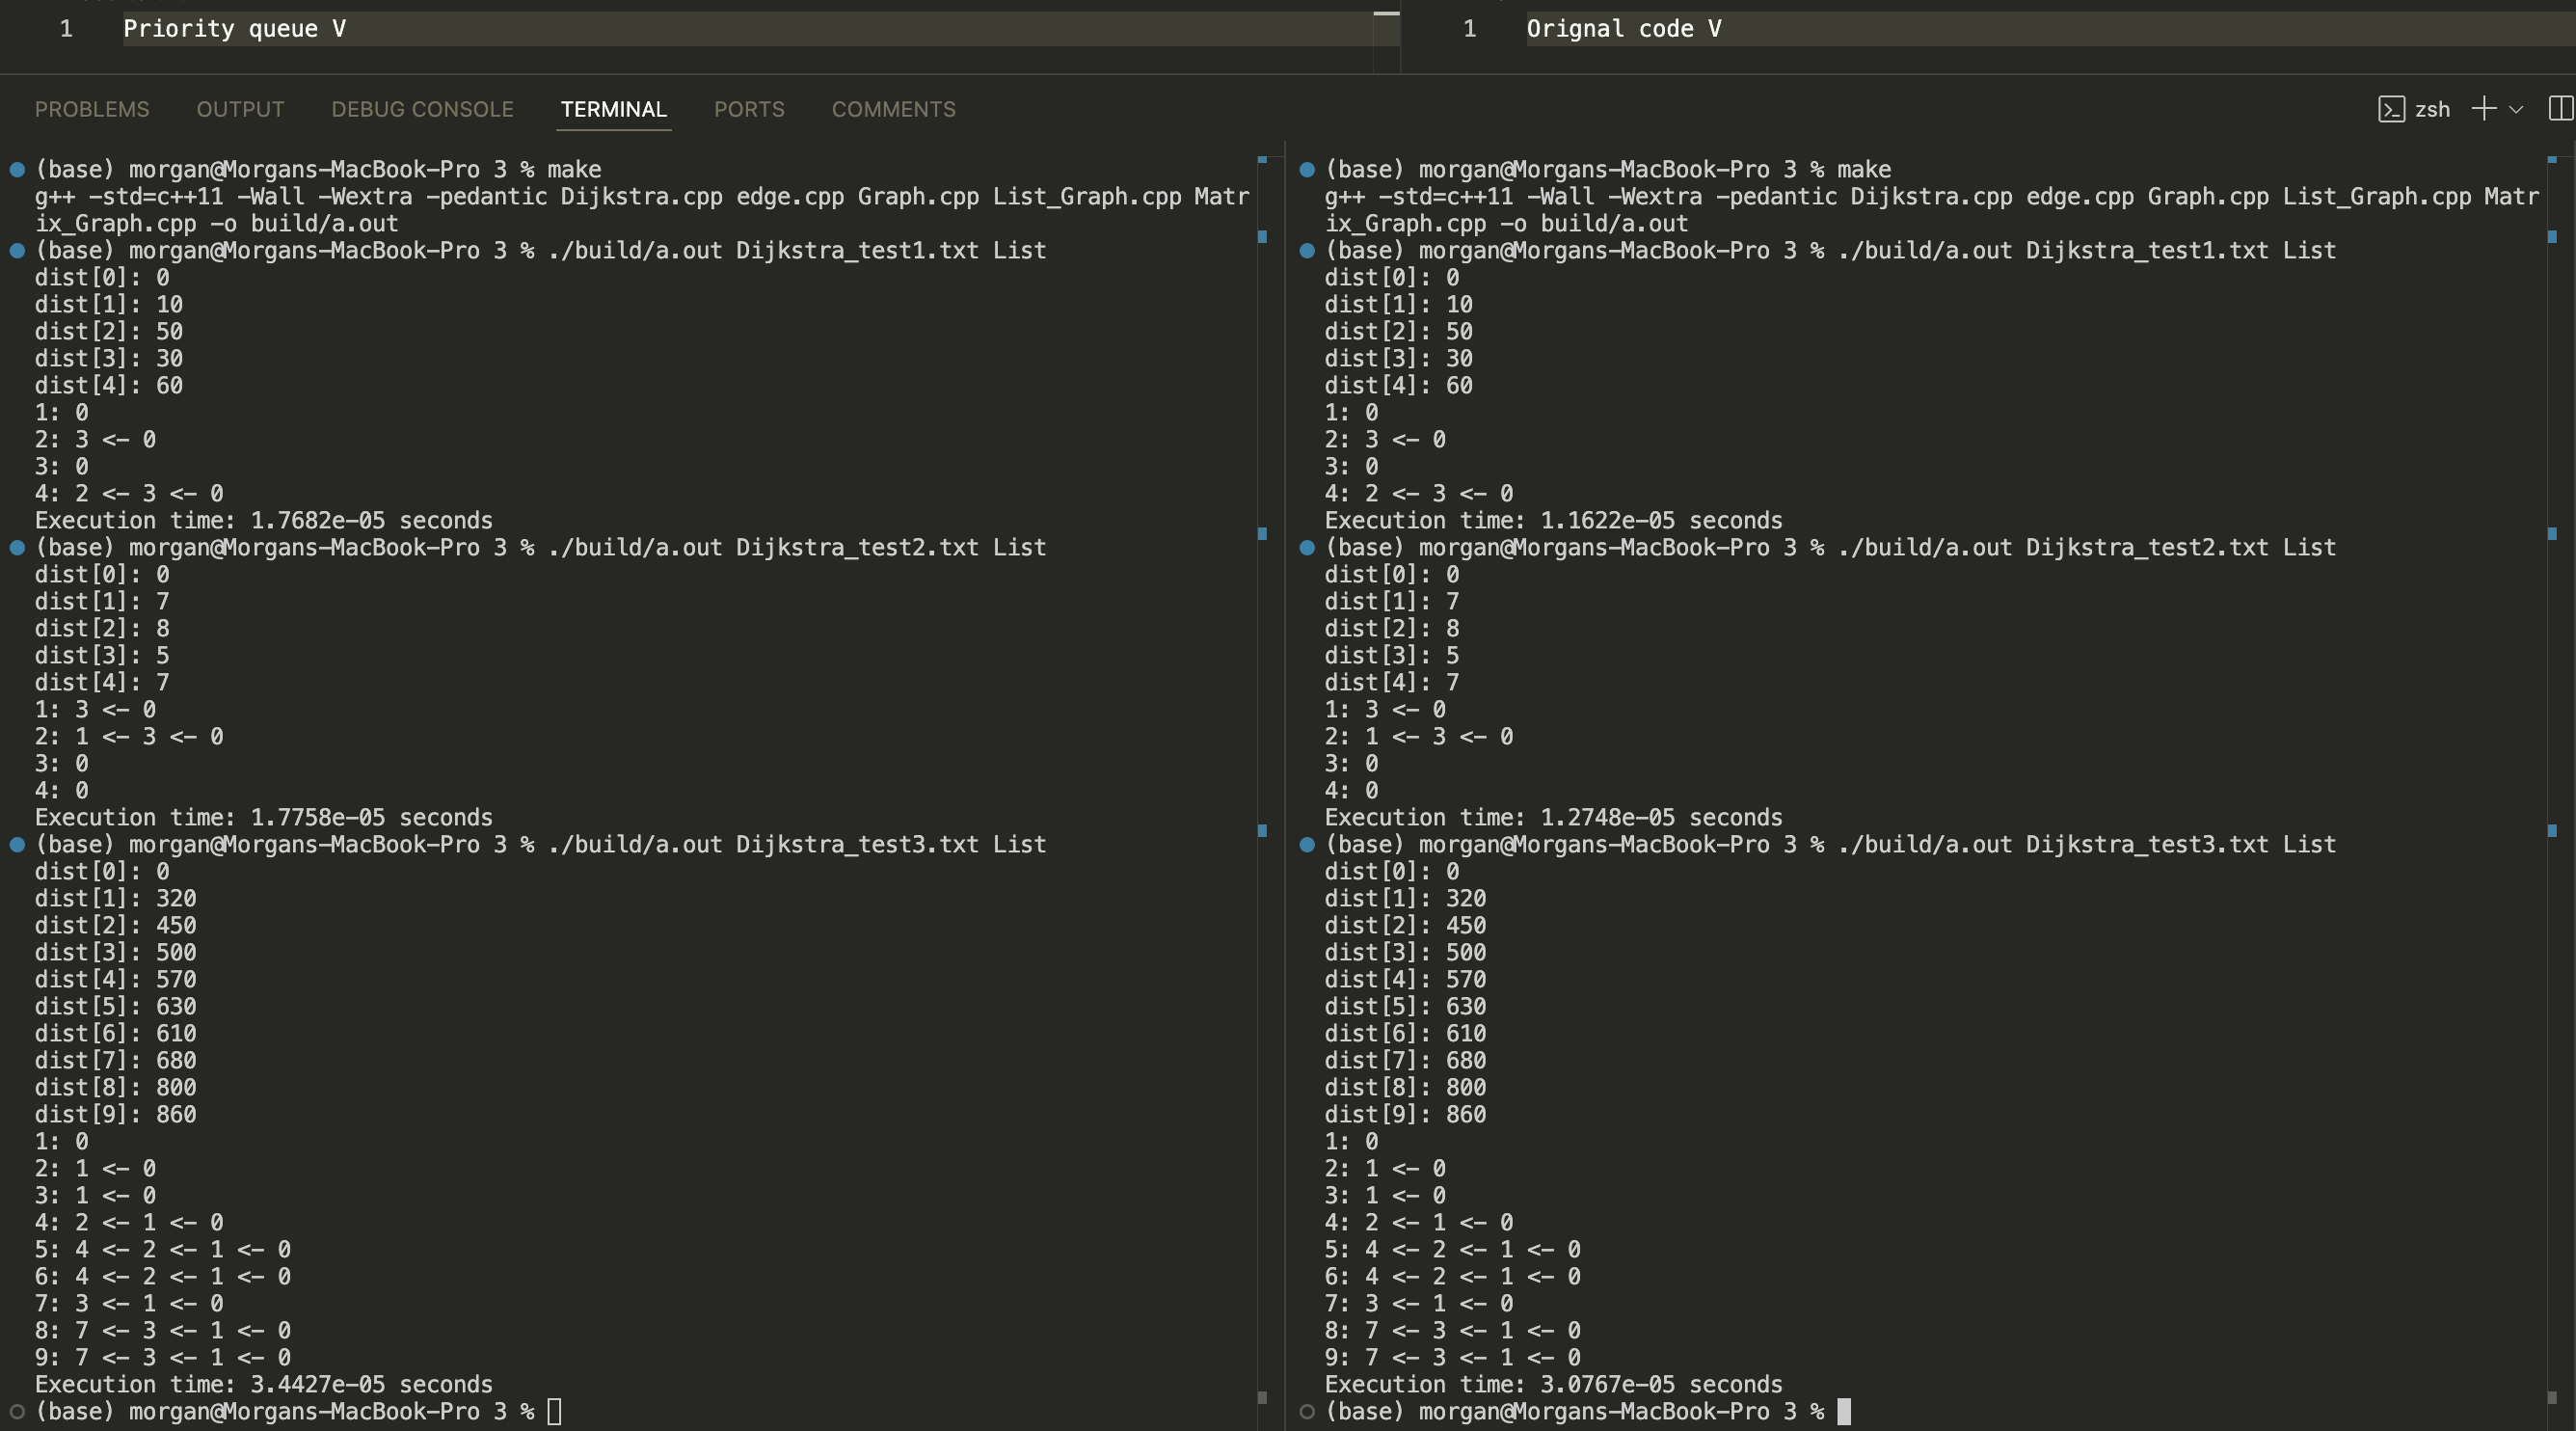 1 Priority queue V
1 Orignal code V
PROBLEMS OUTPUT DEBUG CONSOLE TERMINAL PORTS COMMENTS
zsh
(base) morgan@Morgans-MacBook-Pro 3 % make
g++ -std=c++11 -Wall -Wextra -pedantic Dijkstra.cpp edge.cpp Graph.cpp List_Graph.cpp Matr
ix_Graph.cpp -o build/a.out
(base) morgan@Morgans-MacBook-Pro 3 % ./build/a.out Dijkstra_test1.txt List
dist[0]: 0
dist[1]: 10
dist[2]: 50
dist[3]: 30
dist[4]: 60
1: 0
2: 3 <- 0
3: 0
4: 2 <- 3 <- 0
Execution time: 1.7682e-05 seconds
(base) morgan@Morgans-MacBook-Pro 3 % ./build/a.out Dijkstra_test2.txt List
dist[0]: 0
dist[1]: 7
dist[2]: 8
dist[3]: 5
dist[4]: 7
1: 3 <- 0
2: 1 <- 3 <- 0
3: 0
4: 0
Execution time: 1.7758e-05 seconds
(base) morgan@Morgans-MacBook-Pro 3 % ./build/a.out Dijkstra_test3.txt List
dist[0]: 0
dist[1]: 320
dist[2]: 450
dist[3]: 500
dist[4]: 570
dist[5]: 630
dist[6]: 610
dist[7]: 680
dist[8]: 800
dist[9]: 860
1: 0
2: 1 <- 0
3: 1 <- 0
4: 2 <- 1 <- 0
5: 4 <- 2 <- 1 <- 0
6: 4 <- 2 <- 1 <- 0
7: 3 <- 1 <- 0
8: 7 <- 3 <- 1 <- 0
9: 7 <- 3 <- 1 <- 0
Execution time: 3.4427e-05 seconds
(base) morgan@Morgans-MacBook-Pro 3 %
(base) morgan@Morgans-MacBook-Pro 3 % make
g++ -std=c++11 -Wall -Wextra -pedantic Dijkstra.cpp edge.cpp Graph.cpp List_Graph.cpp Matr
ix_Graph.cpp -o build/a.out
(base) morgan@Morgans-MacBook-Pro 3 % ./build/a.out Dijkstra_test1.txt List
dist[0]: 0
dist[1]: 10
dist[2]: 50
dist[3]: 30
dist[4]: 60
1: 0
2: 3 <- 0
3: 0
4: 2 <- 3 <- 0
Execution time: 1.1622e-05 seconds
(base) morgan@Morgans-MacBook-Pro 3 % ./build/a.out Dijkstra_test2.txt List
dist[0]: 0
dist[1]: 7
dist[2]: 8
dist[3]: 5
dist[4]: 7
1: 3 <- 0
2: 1 <- 3 <- 0
3: 0
4: 0
Execution time: 1.2748e-05 seconds
(base) morgan@Morgans-MacBook-Pro 3 % ./build/a.out Dijkstra_test3.txt List
dist[0]: 0
dist[1]: 320
dist[2]: 450
dist[3]: 500
dist[4]: 570
dist[5]: 630
dist[6]: 610
dist[7]: 680
dist[8]: 800
dist[9]: 860
1: 0
2: 1 <- 0
3: 1 <- 0
4: 2 <- 1 <- 0
5: 4 <- 2 <- 1 <- 0
6: 4 <- 2 <- 1 <- 0
7: 3 <- 1 <- 0
8: 7 <- 3 <- 1 <- 0
9: 7 <- 3 <- 1 <- 0
Execution time: 3.0767e-05 seconds
(base) morgan@Morgans-MacBook-Pro 3 %